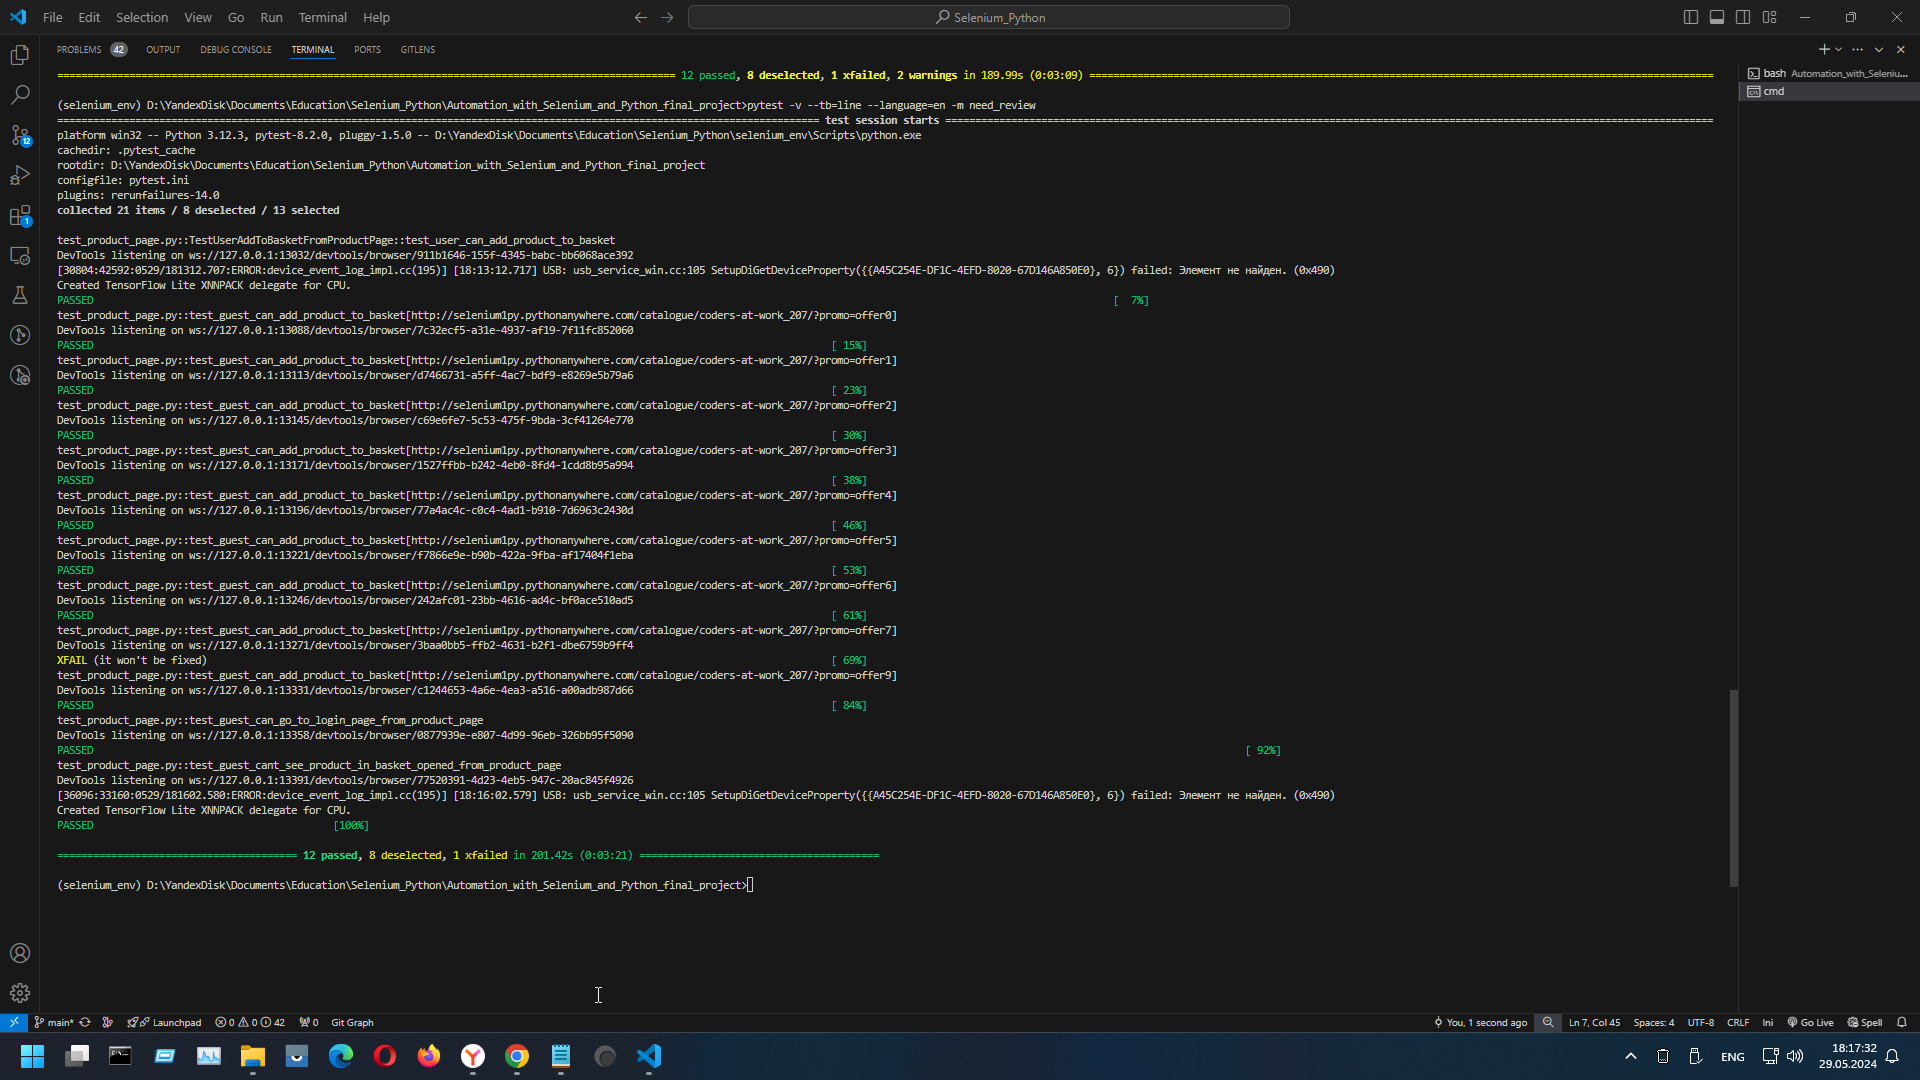 File Edit Selection View Go Run Terminal Help
Selenium_Python
PROBLEMS 42 OUTPUT DEBUG CONSOLE TERMINAL PORTS GITLENS
12 passed, 8 deselected, 1 xfailed, 2 warnings in 189.99s (0:03:09)
bash Automation_with_Seleniu...
cmd
(selenium_env) D:\YandexDisk\Documents\Education\Selenium_Python\Automation_with_Selenium_and_Python_final_project>pytest -v --tb=line --language=en -m need_review
test session starts
platform win32 -- Python 3.12.3, pytest-8.2.0, pluggy-1.5.0 -- D:\YandexDisk\Documents\Education\Selenium_Python\selenium_env\Scripts\python.exe
cachedir: .pytest_cache
rootdir: D:\YandexDisk\Documents\Education\Selenium_Python\Automation_with_Selenium_and_Python_final_project
configfile: pytest.ini
plugins: rerunfailures-14.0
collected 21 items / 8 deselected / 13 selected
test_product_page.py::TestUserAddToBasketFromProductPage::test_user_can_add_product_to_basket
DevTools listening on ws://127.0.0.1:13032/devtools/browser/911b1646-155f-4345-babc-bb6068ace392
[30804:42592:0529/181312.707:ERROR:device_event_log_impl.cc(195)] [18:13:12.717] USB: usb_service_win.cc:105 SetupDiGetDeviceProperty({{A45C254E-DF1C-4EFD-8020-67D146A850E0}, 6}) failed: Элемент не найден. (0x490)
Created TensorFlow Lite XNNPACK delegate for CPU.
PASSED [  7%]
test_product_page.py::test_guest_can_add_product_to_basket[http://selenium1py.pythonanywhere.com/catalogue/coders-at-work_207/?promo=offer0]
DevTools listening on ws://127.0.0.1:13088/devtools/browser/7c32ecf5-a31e-4937-af19-7f11fc852060
PASSED [ 15%]
test_product_page.py::test_guest_can_add_product_to_basket[http://selenium1py.pythonanywhere.com/catalogue/coders-at-work_207/?promo=offer1]
DevTools listening on ws://127.0.0.1:13113/devtools/browser/d7466731-a5ff-4ac7-bdf9-e8269e5b79a6
PASSED [ 23%]
test_product_page.py::test_guest_can_add_product_to_basket[http://selenium1py.pythonanywhere.com/catalogue/coders-at-work_207/?promo=offer2]
DevTools listening on ws://127.0.0.1:13145/devtools/browser/c69e6fe7-5c53-475f-9bda-3cf41264e770
PASSED [ 30%]
test_product_page.py::test_guest_can_add_product_to_basket[http://selenium1py.pythonanywhere.com/catalogue/coders-at-work_207/?promo=offer3]
DevTools listening on ws://127.0.0.1:13171/devtools/browser/1527ffbb-b242-4eb0-8fd4-1cdd8b95a994
PASSED [ 38%]
test_product_page.py::test_guest_can_add_product_to_basket[http://selenium1py.pythonanywhere.com/catalogue/coders-at-work_207/?promo=offer4]
DevTools listening on ws://127.0.0.1:13196/devtools/browser/77a4ac4c-c0c4-4ad1-b910-7d6963c2430d
PASSED [ 46%]
test_product_page.py::test_guest_can_add_product_to_basket[http://selenium1py.pythonanywhere.com/catalogue/coders-at-work_207/?promo=offer5]
DevTools listening on ws://127.0.0.1:13221/devtools/browser/f7866e9e-b90b-422a-9fba-af17404f1eba
PASSED [ 53%]
test_product_page.py::test_guest_can_add_product_to_basket[http://selenium1py.pythonanywhere.com/catalogue/coders-at-work_207/?promo=offer6]
DevTools listening on ws://127.0.0.1:13246/devtools/browser/242afc01-23bb-4616-ad4c-bf0ace510ad5
PASSED [ 61%]
test_product_page.py::test_guest_can_add_product_to_basket[http://selenium1py.pythonanywhere.com/catalogue/coders-at-work_207/?promo=offer7]
DevTools listening on ws://127.0.0.1:13271/devtools/browser/3baa0bb5-ffb2-4631-b2f1-dbe6759b9ff4
XFAIL (it won't be fixed) [ 69%]
test_product_page.py::test_guest_can_add_product_to_basket[http://selenium1py.pythonanywhere.com/catalogue/coders-at-work_207/?promo=offer9]
DevTools listening on ws://127.0.0.1:13331/devtools/browser/c1244653-4a6e-4ea3-a516-a00adb987d66
PASSED [ 84%]
test_product_page.py::test_guest_can_go_to_login_page_from_product_page
DevTools listening on ws://127.0.0.1:13358/devtools/browser/0877939e-e807-4d99-96eb-326bb95f5090
PASSED [ 92%]
test_product_page.py::test_guest_cant_see_product_in_basket_opened_from_product_page
DevTools listening on ws://127.0.0.1:13391/devtools/browser/77520391-4d23-4eb5-947c-20ac845f4926
[36096:33160:0529/181602.580:ERROR:device_event_log_impl.cc(195)] [18:16:02.579] USB: usb_service_win.cc:105 SetupDiGetDeviceProperty({{A45C254E-DF1C-4EFD-8020-67D146A850E0}, 6}) failed: Элемент не найден. (0x490)
Created TensorFlow Lite XNNPACK delegate for CPU.
PASSED [100%]
12 passed, 8 deselected, 1 xfailed in 201.42s (0:03:21)
(selenium_env) D:\YandexDisk\Documents\Education\Selenium_Python\Automation_with_Selenium_and_Python_final_project>
12
1
main* Launchpad 0 0 42 0 Git Graph You, 1 second ago Ln 7, Col 45 Spaces: 4 UTF-8 CRLF Ini Go Live Spell
ENG 18:17:32
29.05.2024